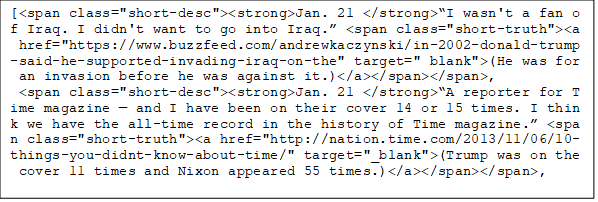 [<span class="short-desc"><strong>Jan. 21 </strong>“I wasn't a fan o
f Iraq. I didn't want to go into Iraq.” <span class="short-truth"><a
href="https://www.buzzfeed.com/andrewkaczynski/in-2002-donald-trump
-said-he-supported-invading-iraq-on-the" target=" blank">(He was for
an invasion before he was against it.)</a></span></span>,
<span class="short-desc"><strong>Jan. 21 </strong>“A reporter for T
ime magazine — and I have been on their cover 14 or 15 times. I thin
k we have the all-time record in the history of Time magazine.” <spa
n class="short-truth"><a href="http://nation.time.com/2013/11/06/10-
things-you-didnt-know-about-time/" target="_blank">(Trump was on the
cover 11 times and Nixon appeared 55 times.)</a></span></span>,